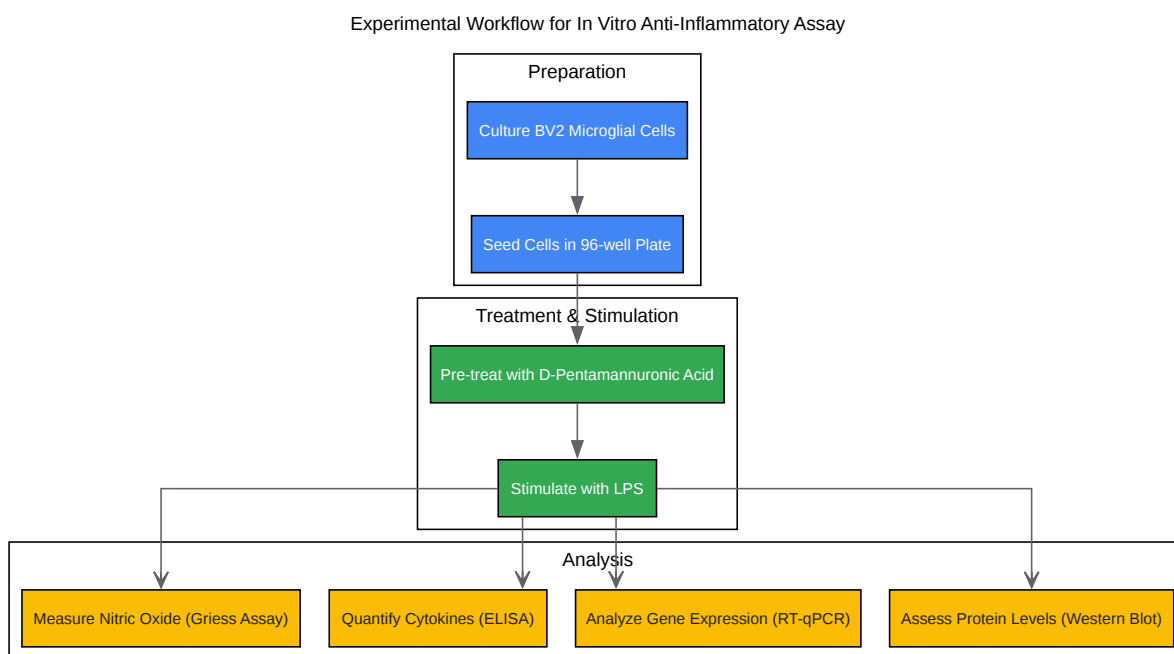 Experimental Workflow for In Vitro Anti-Inflammatory Assay
Preparation
Culture BV2 Microglial Cells
Seed Cells in 96-well Plate
Treatment & Stimulation
Pre-treat with D-Pentamannuronic Acid
Stimulate with LPS
Analysis
Measure Nitric Oxide (Griess Assay)
Quantify Cytokines (ELISA)
Analyze Gene Expression (RT-qPCR)
Assess Protein Levels (Western Blot)